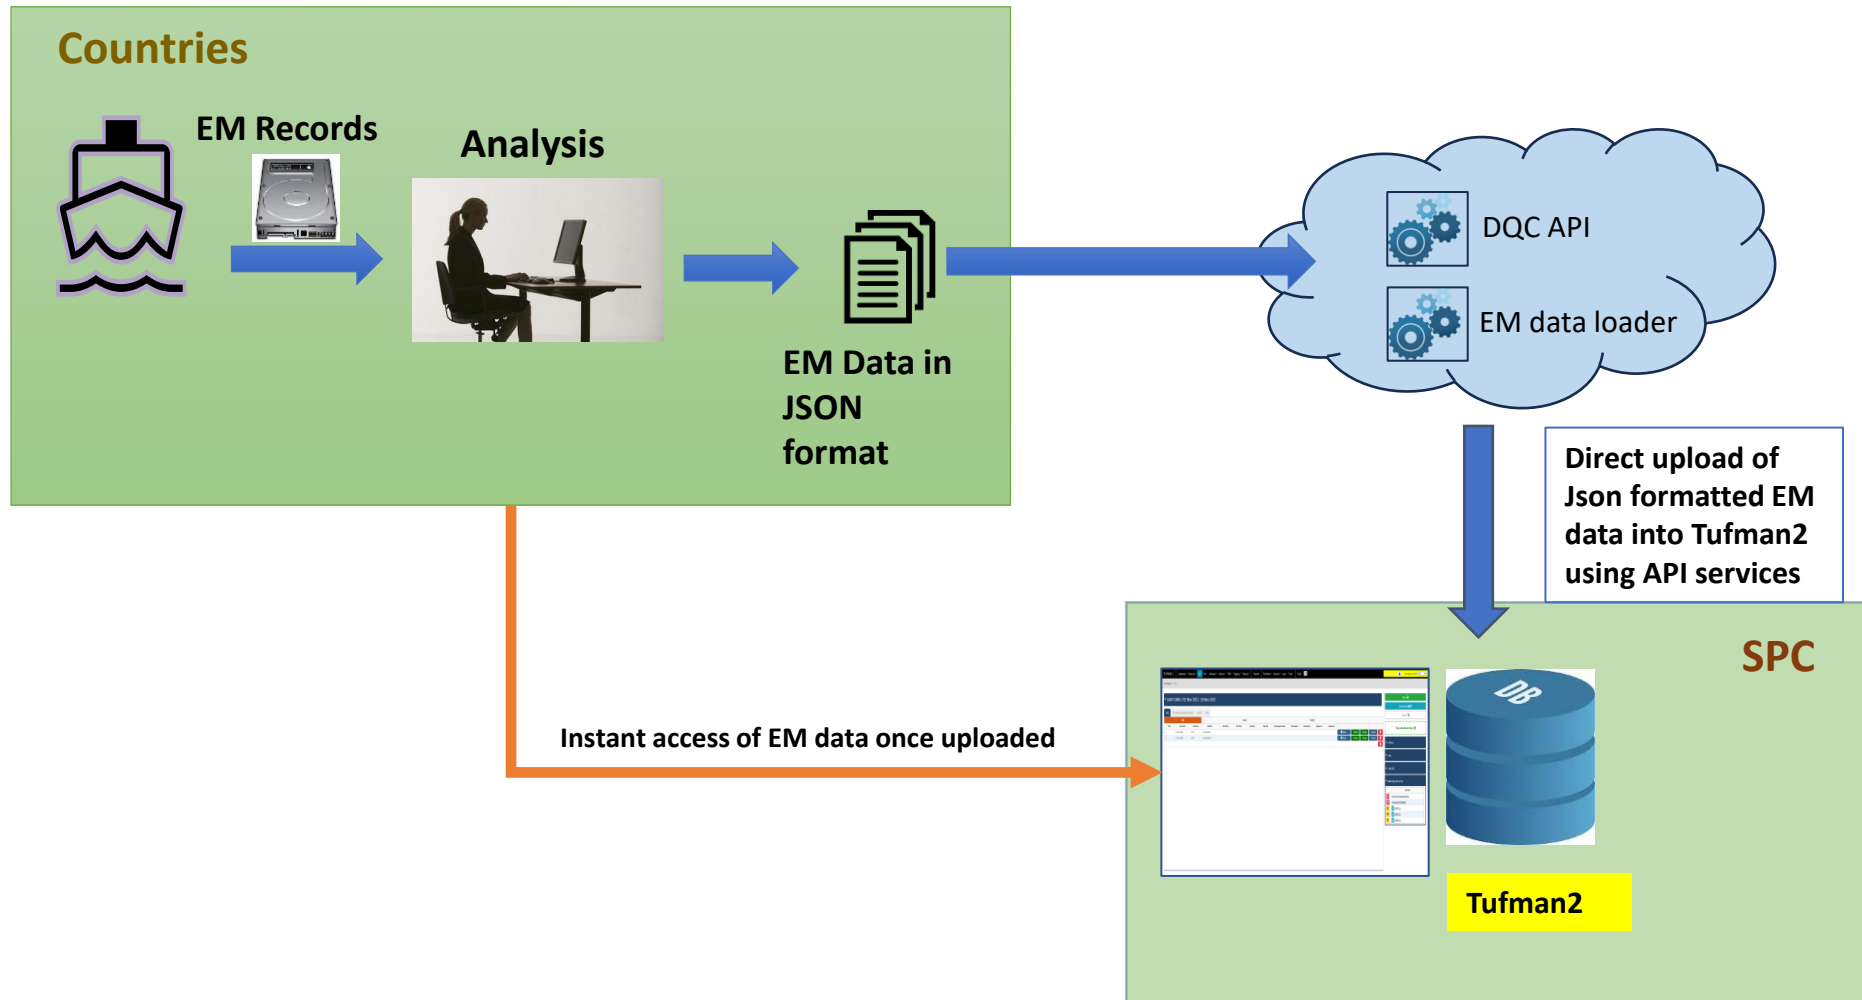 Countries
EM Records
Analysis
EM Data in
JSON
format
DQC API
EM data loader
Direct upload of
Json formatted EM
data into Tufman2
using API services
SPC
Instant access of EM data once uploaded
DB
Tufman2